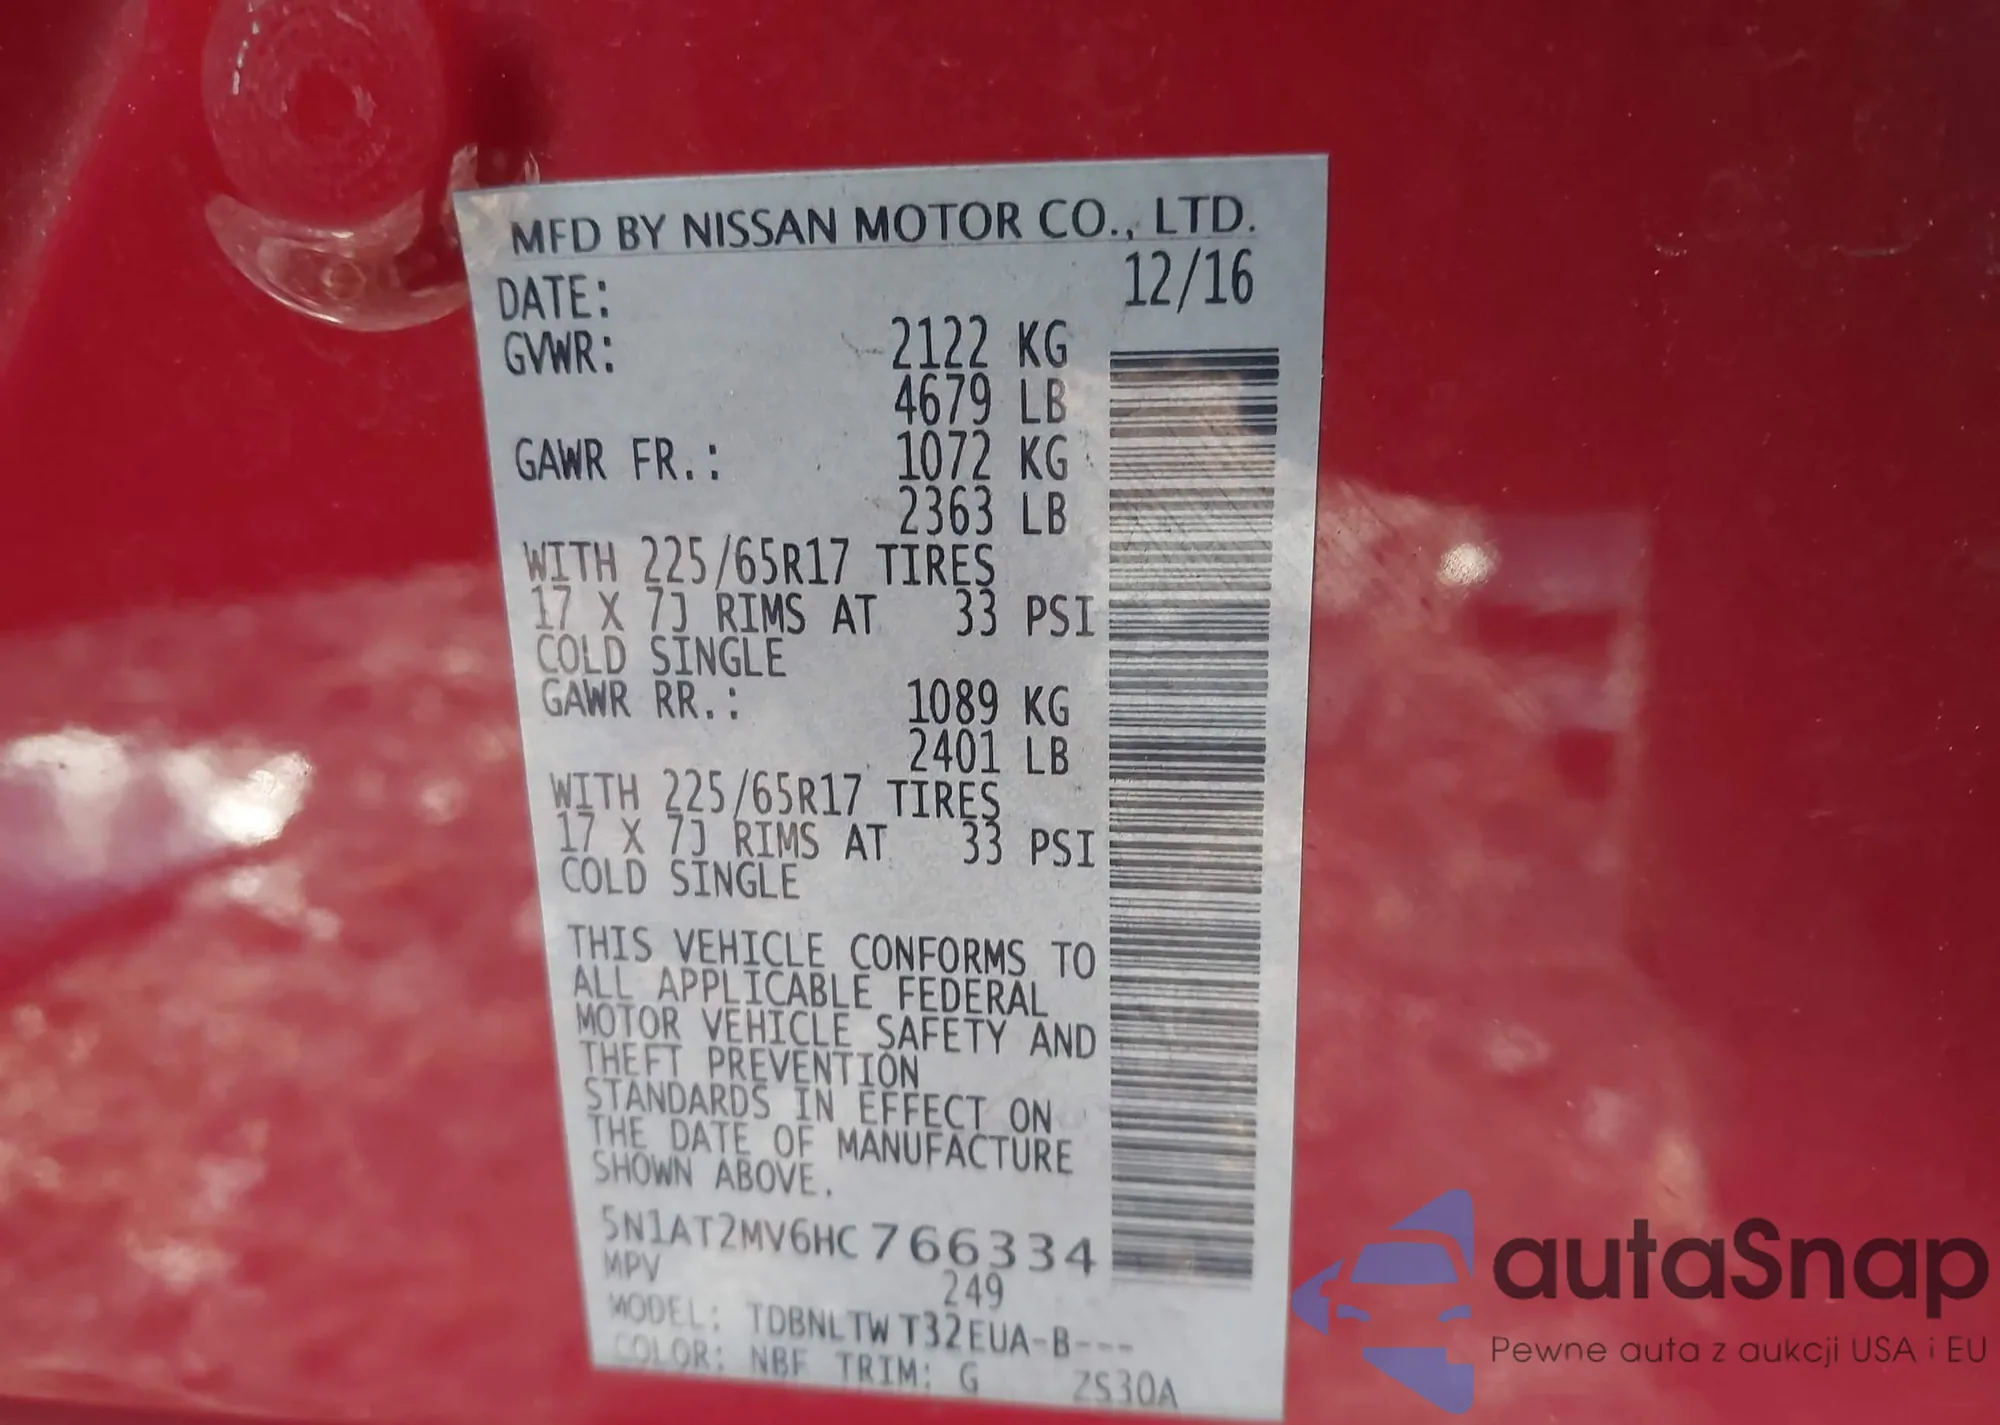 MFD BY NISSAN MOTOR CO., LTD.
DATE: 12/16
GVWR: 2122 KG
4679 LB
GAWR FR.: 1072 KG
2363 LB
WITH 225/65R17 TIRES
17 X 7J RIMS AT 33 PSI
COLD SINGLE
GAWR RR.: 1089 KG
2401 LB
WITH 225/65R17 TIRES
17 X 7J RIMS AT 33 PSI
COLD SINGLE
THIS VEHICLE CONFORMS TO
ALL APPLICABLE FEDERAL
MOTOR VEHICLE SAFETY AND
THEFT PREVENTION
STANDARDS IN EFFECT ON
THE DATE OF MANUFACTURE
SHOWN ABOVE.
5N1AT2MV6HC766334
MPV 249
MODEL: TDBNLTW T32EUA-B---
COLOR: NBF TRIM: G ZS30A
autaSnap
Pewne auta z aukcji USA i EU